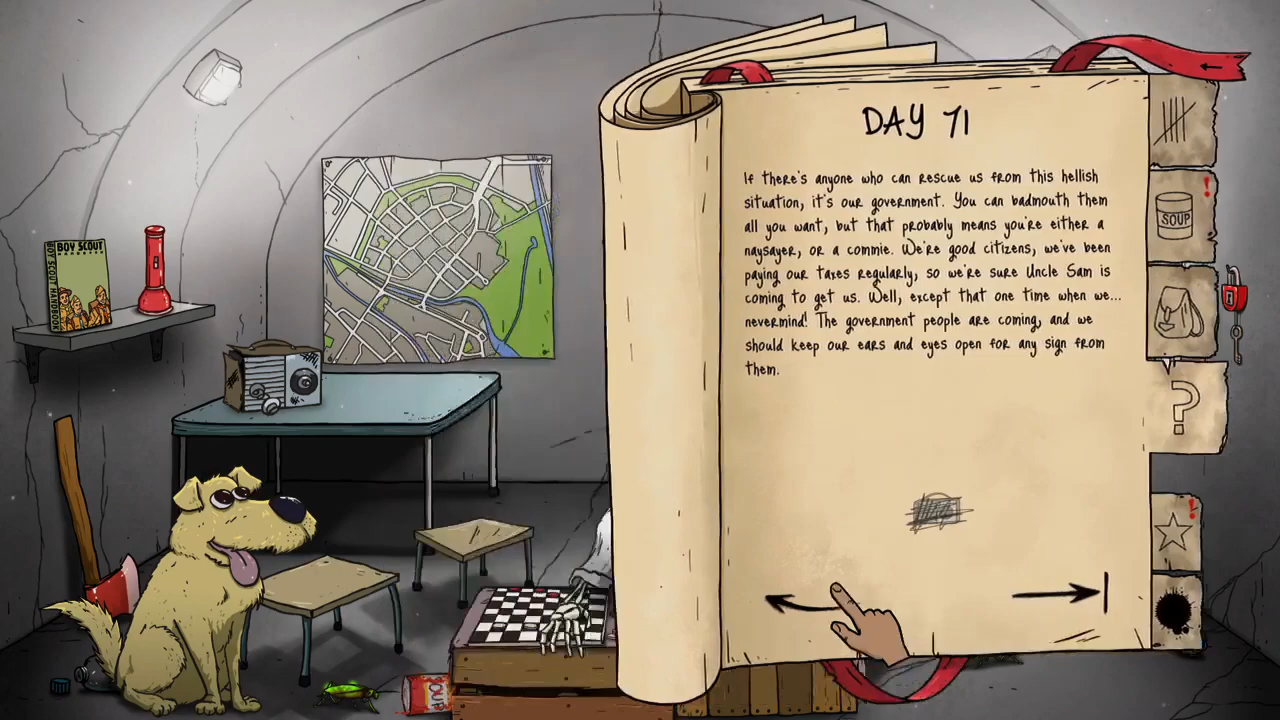 DAY 71
If there's anyone who can rescue us from this hellish
situation, it's our government. You can badmouth them
all you want, but that probably means you're either a
naysayer, or a commie. We're good citizens, we've been
paying our taxes regularly, so we're sure Uncle Sam is
coming to get us. Well, except that one time when we...
nevermind! The government people are coming, and we
should keep our ears and eyes open for any sign from
them.
!
SOUP
?
!
BOY SCOUT
BOY SCOUT HANDBOOK
SOUP